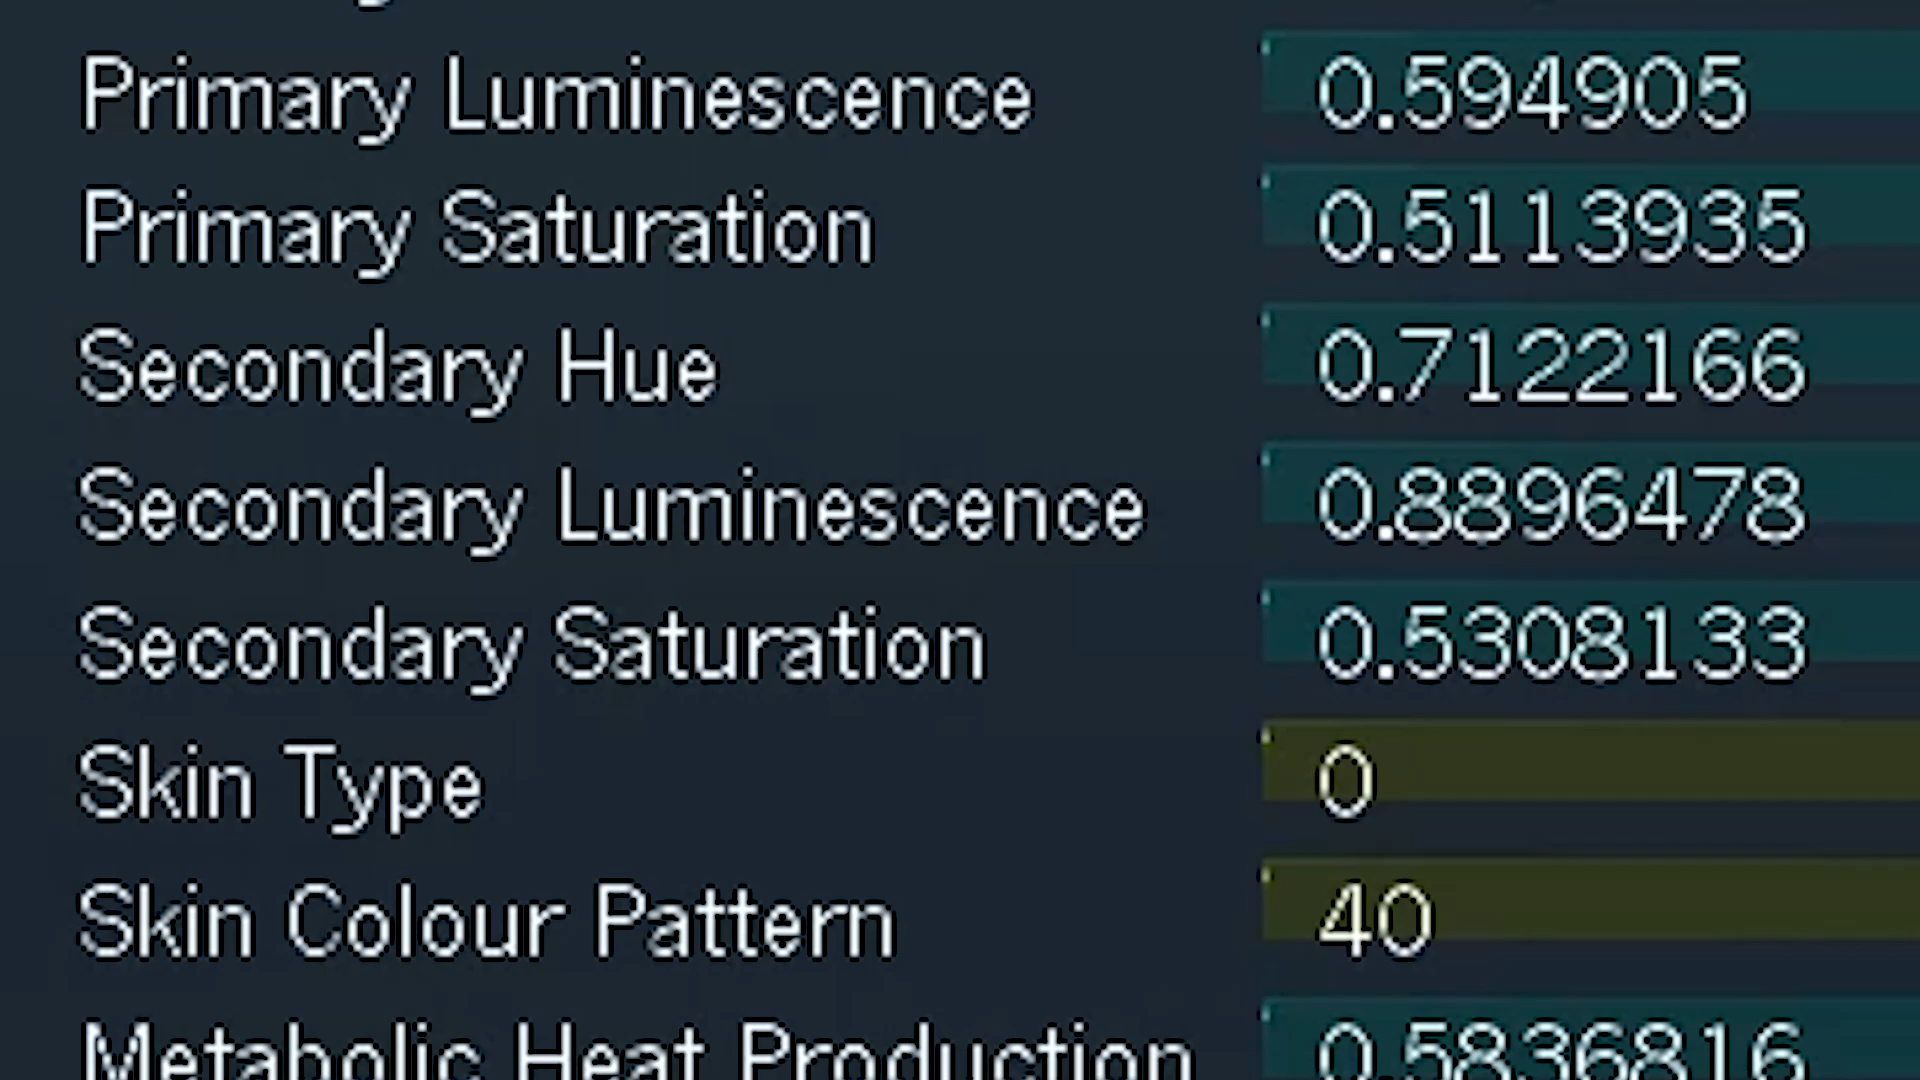 Primary Luminescence 0.594905
Primary Saturation 0.5113935
Secondary Hue 0.7122166
Secondary Luminescence 0.8896478
Secondary Saturation 0.5308133
Skin Type 0
Skin Colour Pattern 40
Metabolic Heat Production 0.5836816